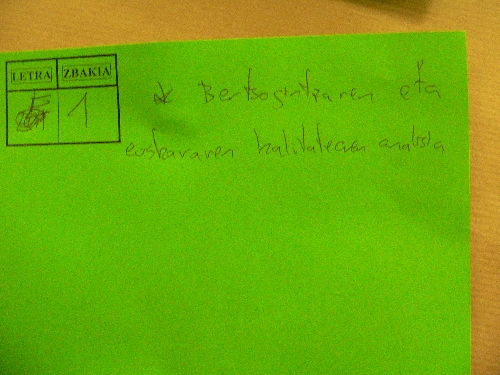 LETRA ZBAKIA
1
* Bertsogintzaren eta
euskararen kalitatearen analisia